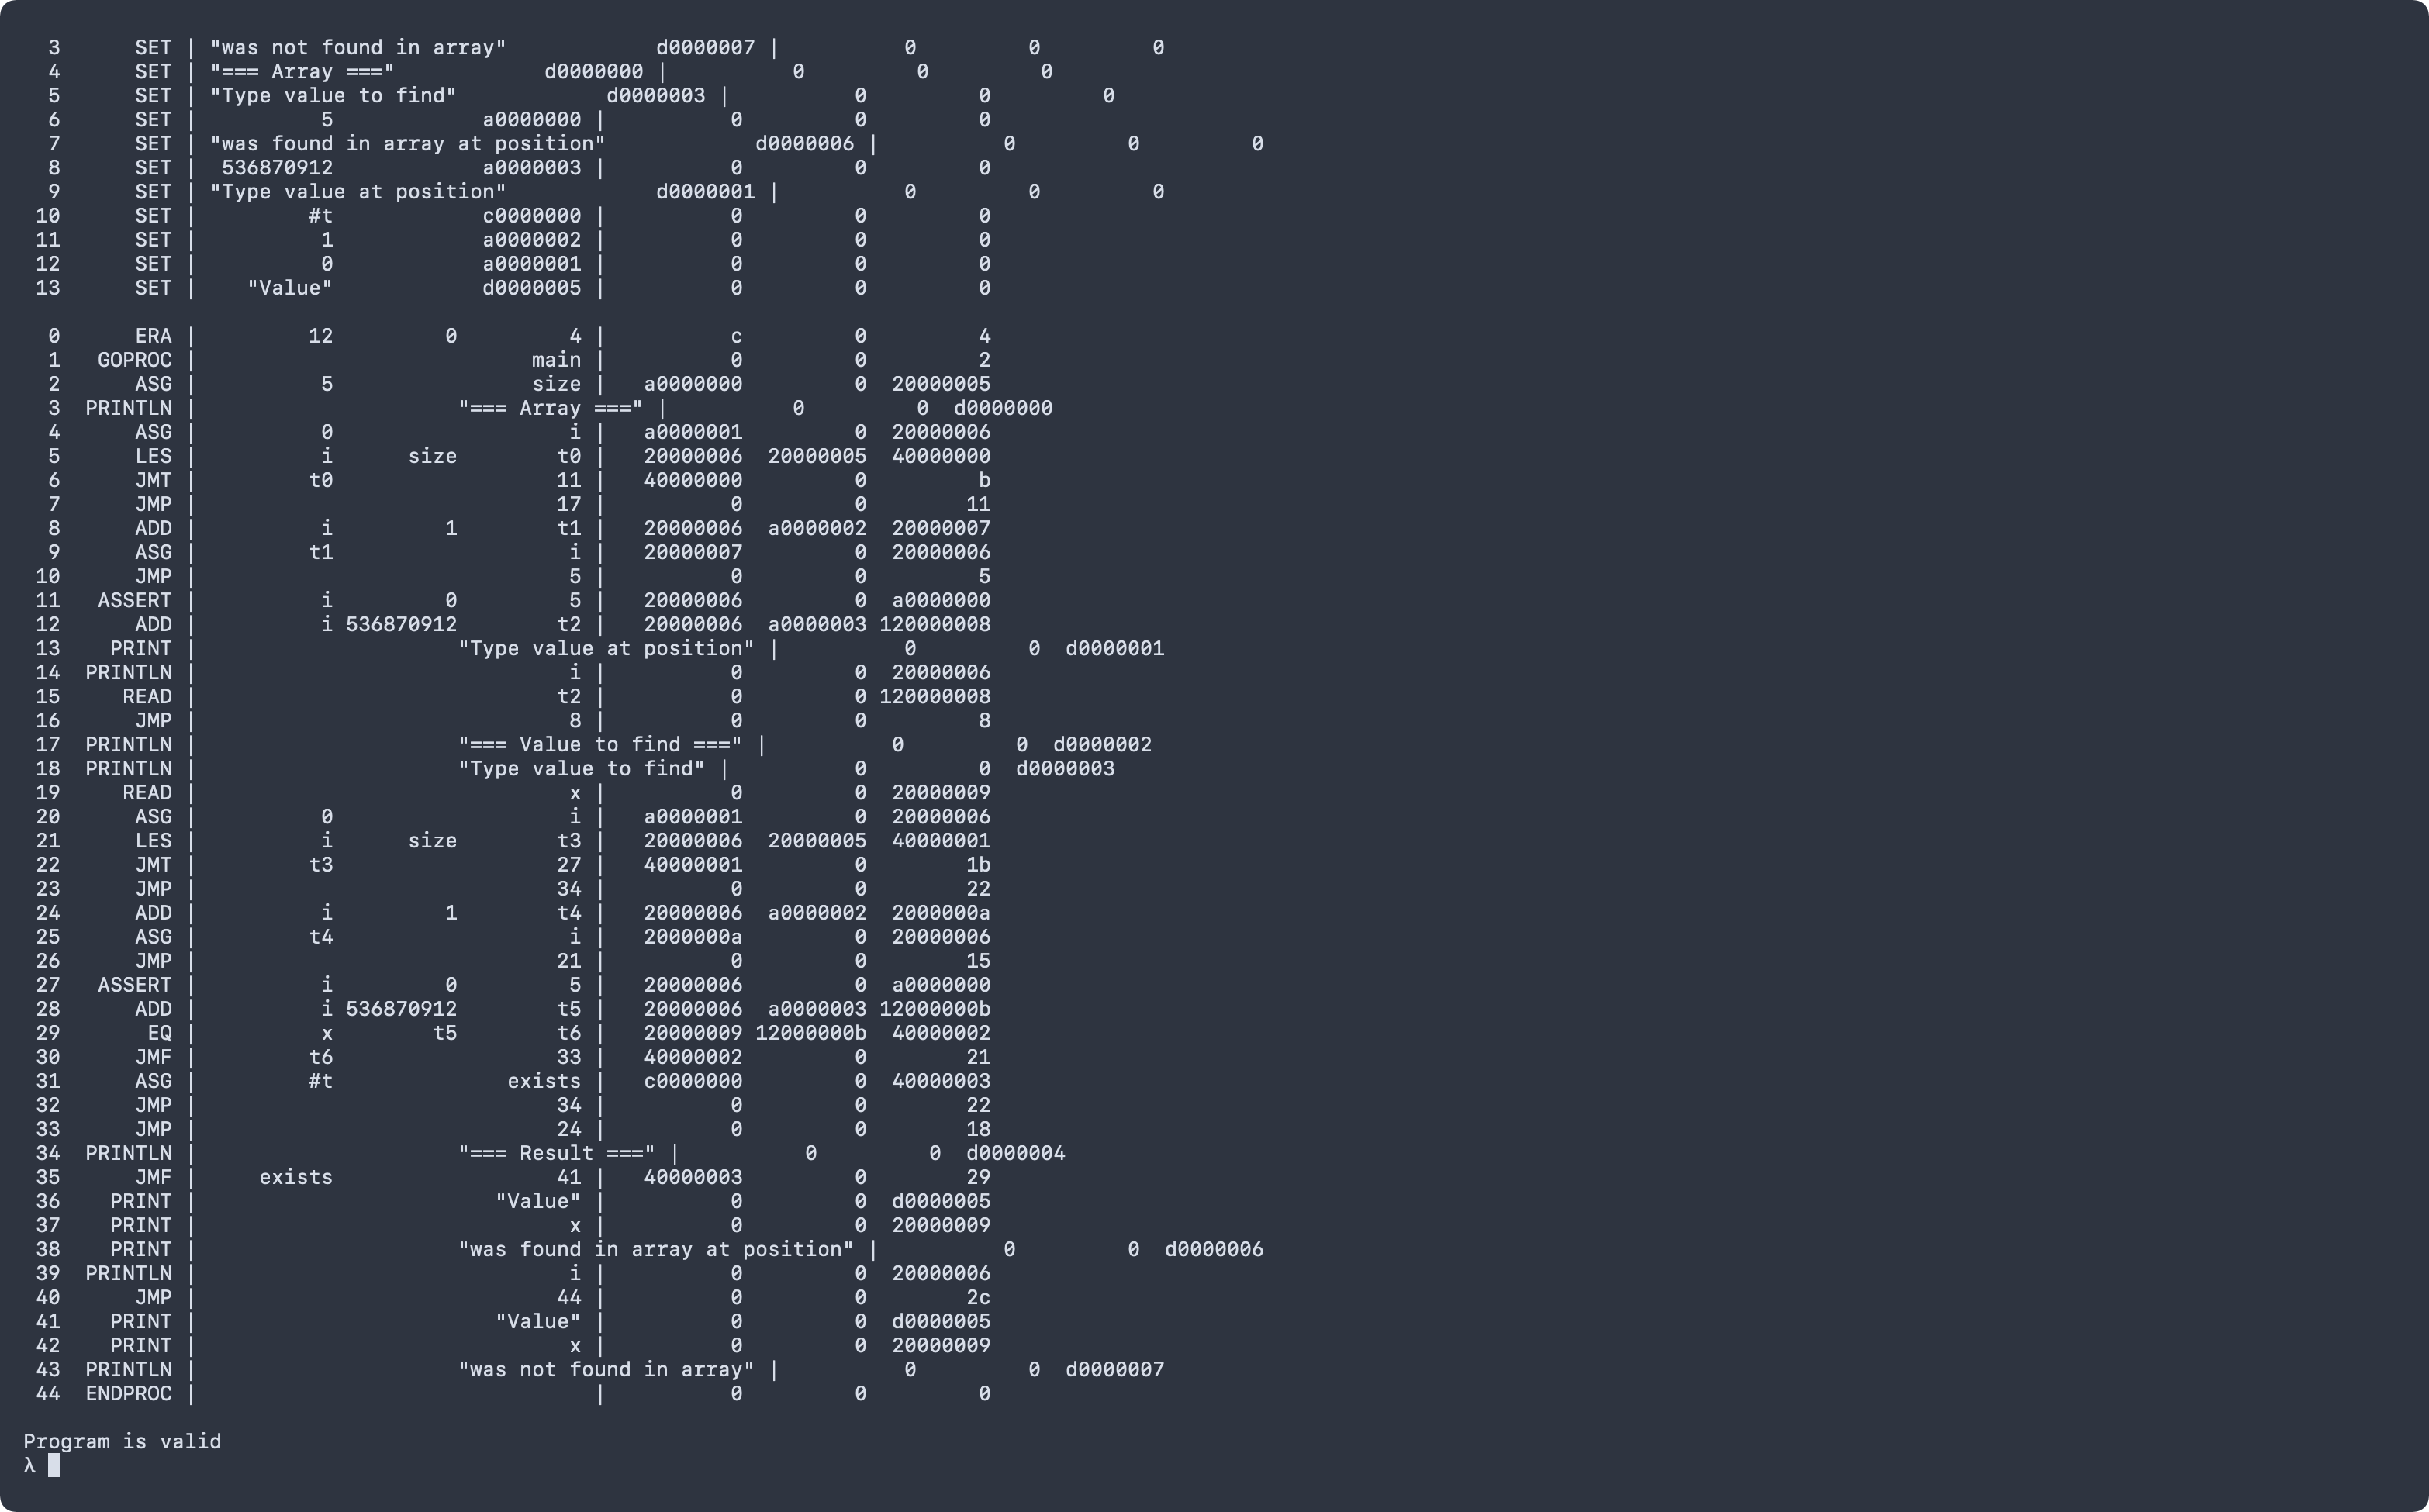 3 SET | "was not found in array" d0000007 | 0 0 0
4 SET | "=== Array ===" d0000000 | 0 0 0
5 SET | "Type value to find" d0000003 | 0 0 0
6 SET | 5 a0000000 | 0 0 0
7 SET | "was found in array at position" d0000006 | 0 0 0
8 SET | 536870912 a0000003 | 0 0 0
9 SET | "Type value at position" d0000001 | 0 0 0
10 SET | #t c0000000 | 0 0 0
11 SET | 1 a0000002 | 0 0 0
12 SET | 0 a0000001 | 0 0 0
13 SET | "Value" d0000005 | 0 0 0
0 ERA | 12 0 4 | c 0 4
1 GOPROC | main | 0 0 2
2 ASG | 5 size | a0000000 0 20000005
3 PRINTLN | "=== Array ===" | 0 0 d0000000
4 ASG | 0 i | a0000001 0 20000006
5 LES | i size t0 | 20000006 20000005 40000000
6 JMT | t0 11 | 40000000 0 b
7 JMP | 17 | 0 0 11
8 ADD | i 1 t1 | 20000006 a0000002 20000007
9 ASG | t1 i | 20000007 0 20000006
10 JMP | 5 | 0 0 5
11 ASSERT | i 0 5 | 20000006 0 a0000000
12 ADD | i 536870912 t2 | 20000006 a0000003 120000008
13 PRINT | "Type value at position" | 0 0 d0000001
14 PRINTLN | i | 0 0 20000006
15 READ | t2 | 0 0 120000008
16 JMP | 8 | 0 0 8
17 PRINTLN | "=== Value to find ===" | 0 0 d0000002
18 PRINTLN | "Type value to find" | 0 0 d0000003
19 READ | x | 0 0 20000009
20 ASG | 0 i | a0000001 0 20000006
21 LES | i size t3 | 20000006 20000005 40000001
22 JMT | t3 27 | 40000001 0 1b
23 JMP | 34 | 0 0 22
24 ADD | i 1 t4 | 20000006 a0000002 2000000a
25 ASG | t4 i | 2000000a 0 20000006
26 JMP | 21 | 0 0 15
27 ASSERT | i 0 5 | 20000006 0 a0000000
28 ADD | i 536870912 t5 | 20000006 a0000003 12000000b
29 EQ | x t5 t6 | 20000009 12000000b 40000002
30 JMF | t6 33 | 40000002 0 21
31 ASG | #t exists | c0000000 0 40000003
32 JMP | 34 | 0 0 22
33 JMP | 24 | 0 0 18
34 PRINTLN | "=== Result ===" | 0 0 d0000004
35 JMF | exists 41 | 40000003 0 29
36 PRINT | "Value" | 0 0 d0000005
37 PRINT | x | 0 0 20000009
38 PRINT | "was found in array at position" | 0 0 d0000006
39 PRINTLN | i | 0 0 20000006
40 JMP | 44 | 0 0 2c
41 PRINT | "Value" | 0 0 d0000005
42 PRINT | x | 0 0 20000009
43 PRINTLN | "was not found in array" | 0 0 d0000007
44 ENDPROC | | 0 0 0
Program is valid
λ